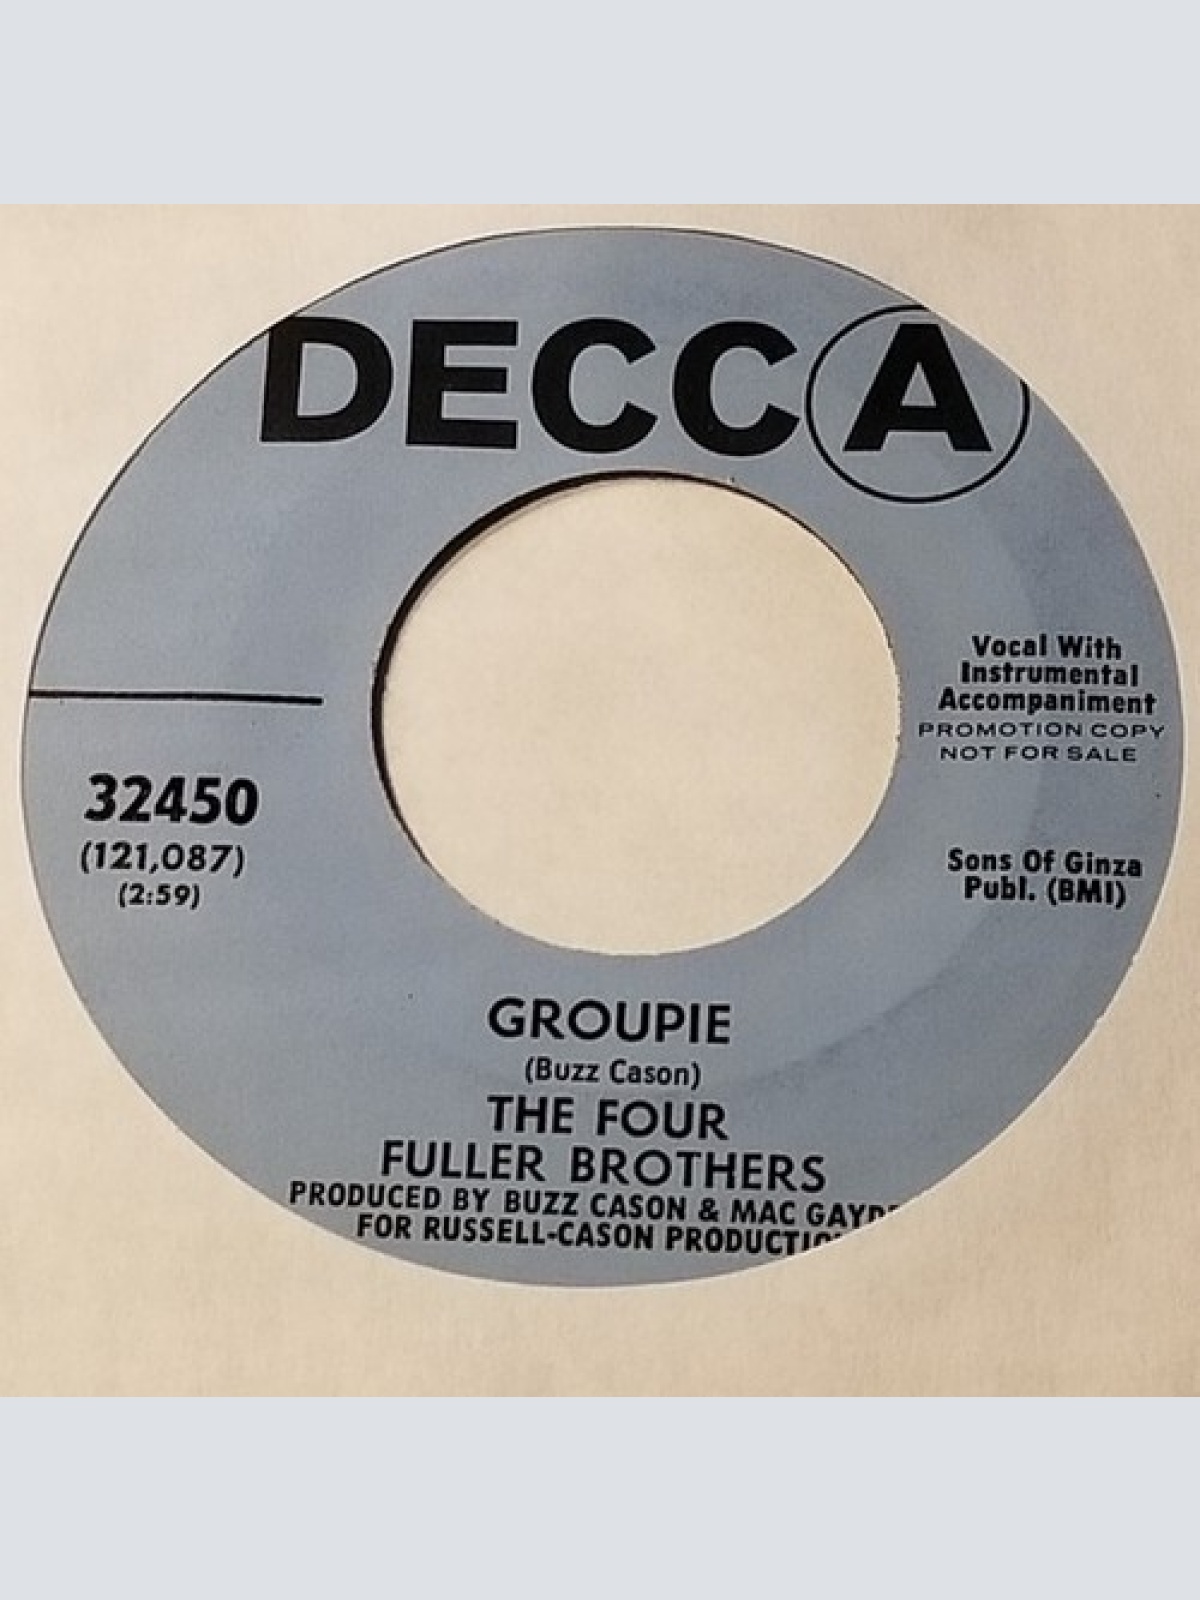 DECCA
Vocal With
Instrumental
Accompaniment
PROMOTION COPY
NOT FOR SALE
32450
(121,087)
(2:59)
Sons Of Ginza
Publ. (BMI)
GROUPIE
(Buzz Cason)
THE FOUR
FULLER BROTHERS
PRODUCED BY BUZZ CASON & MAC
FOR RUSSELL-CASON